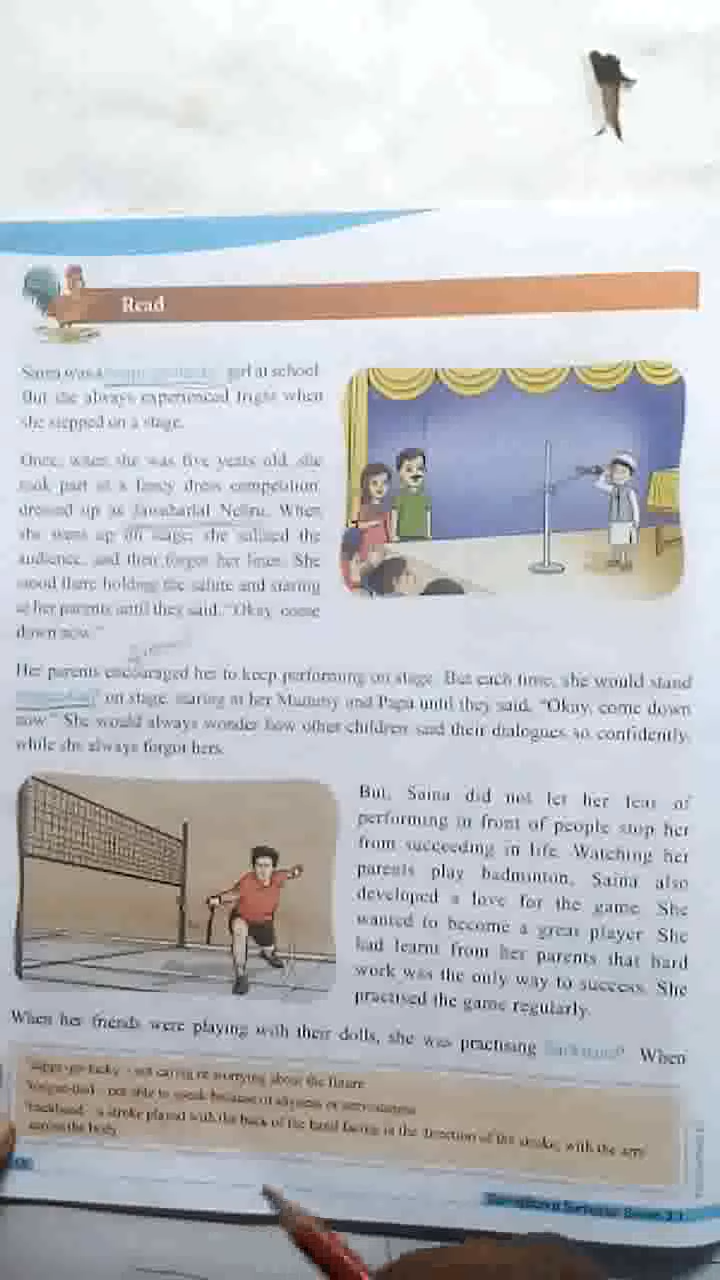 Read
Saina was a happy-go-lucky girl at school.
But she always experienced fright when
she stepped on a stage.
Once, when she was five years old, she
took part in a fancy dress competition,
dressed up as Jawaharlal Nehru. When
she went up on stage, she saluted the
audience, and then forgot her lines. She
stood there holding the salute and staring
at her parents until they said, “Okay, come
down now.”
Her parents encouraged her to keep performing on stage. But each time, she would stand
on stage, staring at her Mummy and Papa until they said, “Okay, come down
now.” She would always wonder how other children said their dialogues so confidently,
while she always forgot hers.
But, Saina did not let her fear of
performing in front of people stop her
from succeeding in life. Watching her
parents play badminton, Saina also
developed a love for the game. She
wanted to become a great player. She
had learnt from her parents that hard
work was the only way to success. She
practised the game regularly.
When her friends were playing with their dolls, she was practising backhand. When
happy-go-lucky - not caring or worrying about the future
tongue-tied - not able to speak because of shyness or nervousness
backhand - a stroke played with the back of the hand facing in the direction of the stroke, with the arm
across the body